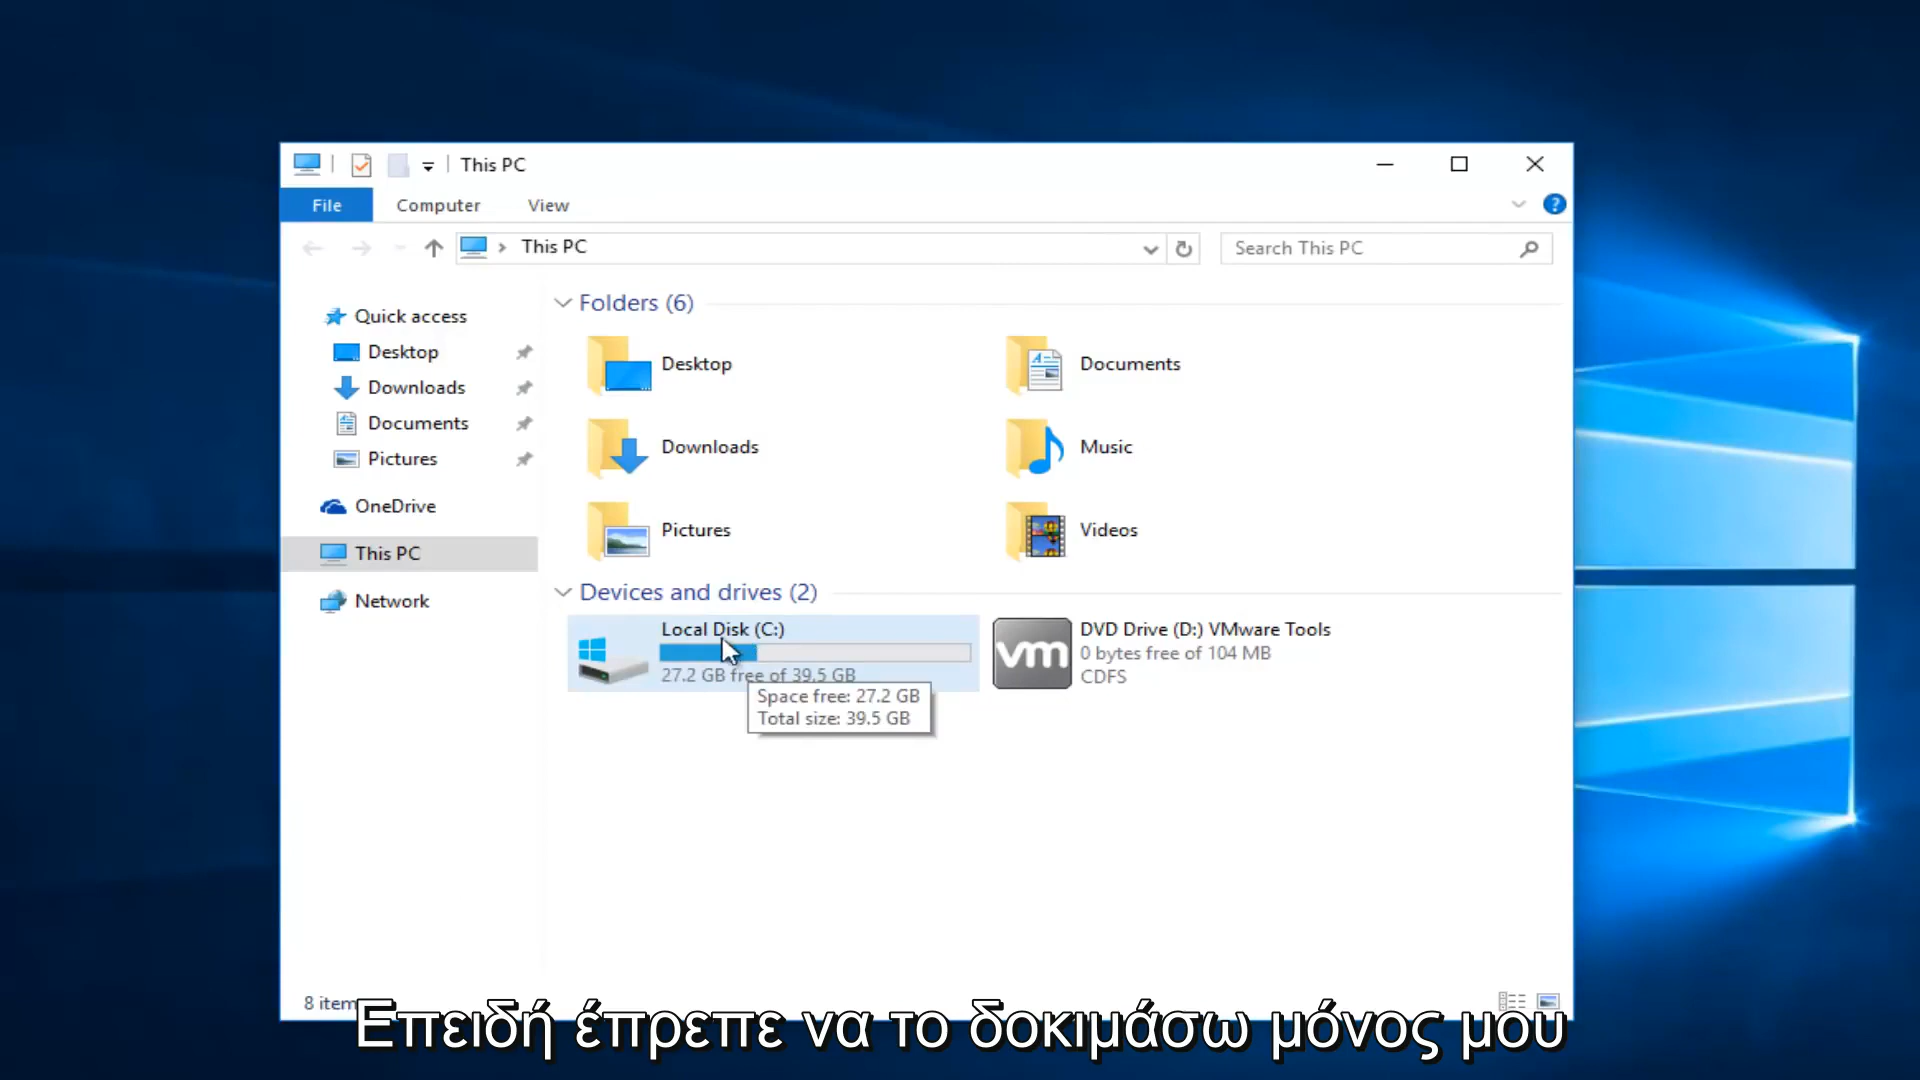 This PC
File Computer View
This PC
Search This PC
Quick access
Desktop
Downloads
Documents
Pictures
OneDrive
This PC
Network
Folders (6)
Desktop
Documents
Downloads
Music
Pictures
Videos
Devices and drives (2)
Local Disk (C:)
27.2 GB free of 39.5 GB
Space free: 27.2 GB
Total size: 39.5 GB
vm
DVD Drive (D:) VMware Tools
0 bytes free of 104 MB
CDFS
8 item
Επειδή έπρεπε να το δοκιμάσω μόνος μου